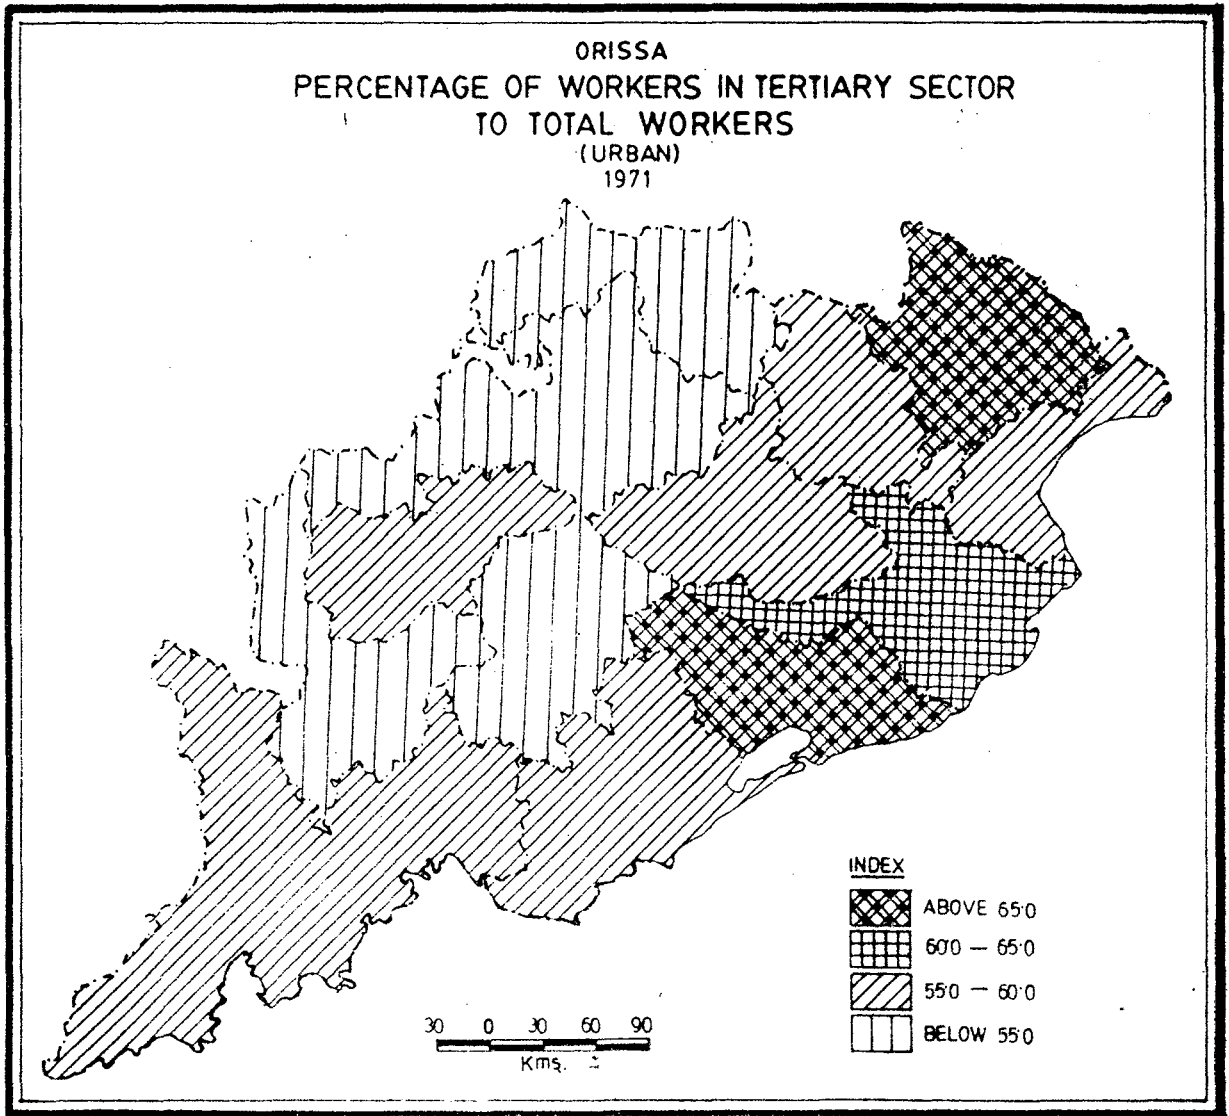 ORISSA
PERCENTAGE OF WORKERS IN TERTIARY SECTOR
TO TOTAL WORKERS
(URBAN)
1971
INDEX
ABOVE 65·0
60·0 — 65·0
55·0 — 60·0
BELOW 55·0
30 0 30 60 90
Kms.